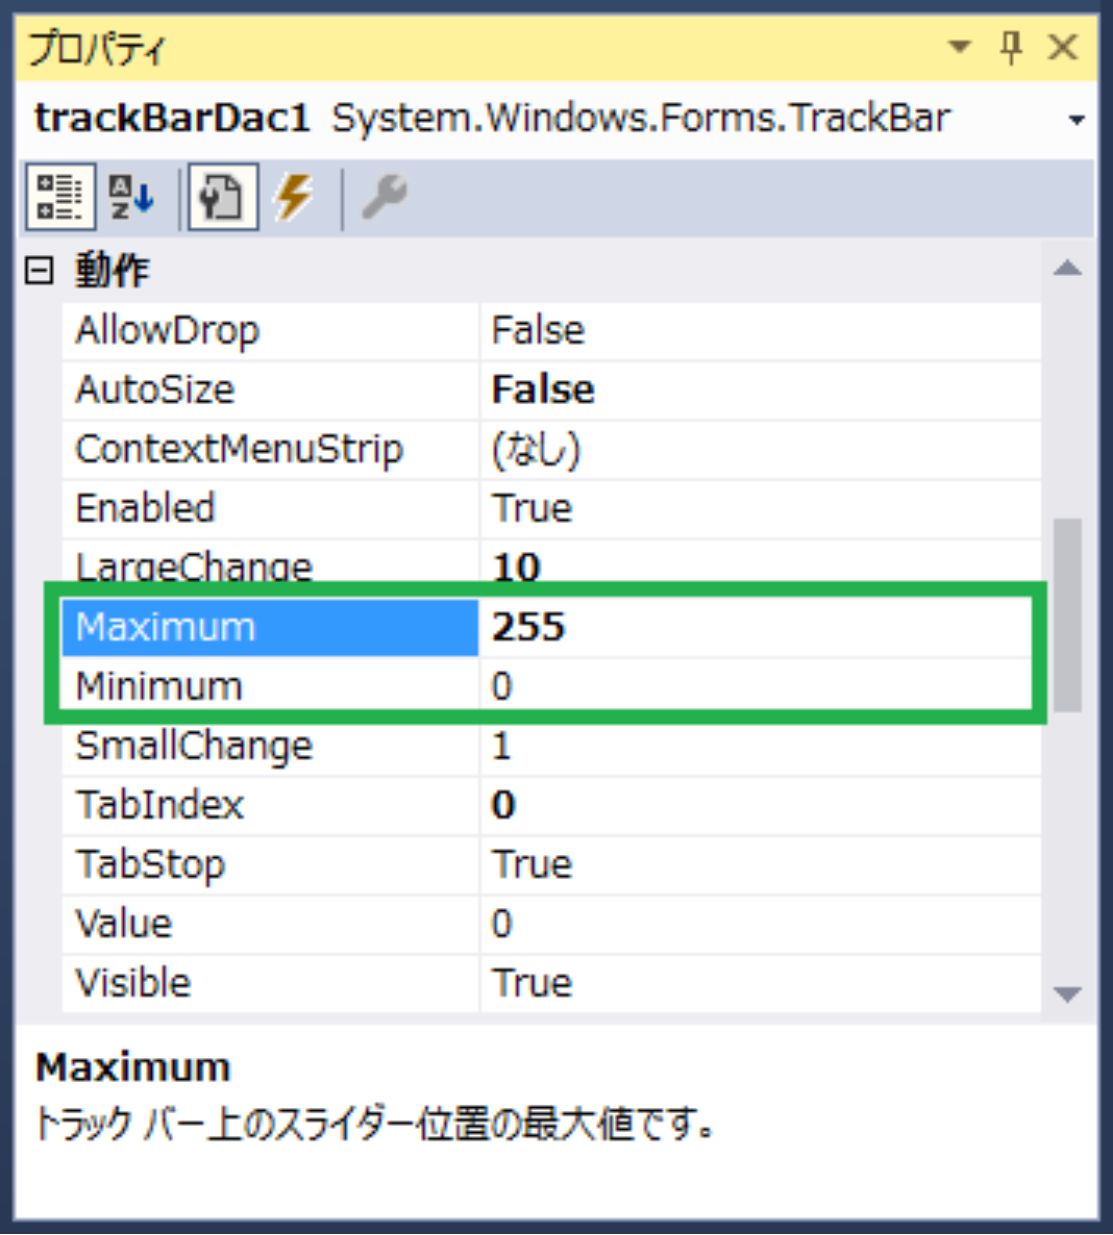 プロパティ
trackBarDac1 System.Windows.Forms.TrackBar
動作
AllowDrop False
AutoSize False
ContextMenuStrip (なし)
Enabled True
LargeChange 10
Maximum 255
Minimum 0
SmallChange 1
TabIndex 0
TabStop True
Value 0
Visible True
Maximum
トラック バー上のスライダー位置の最大値です。